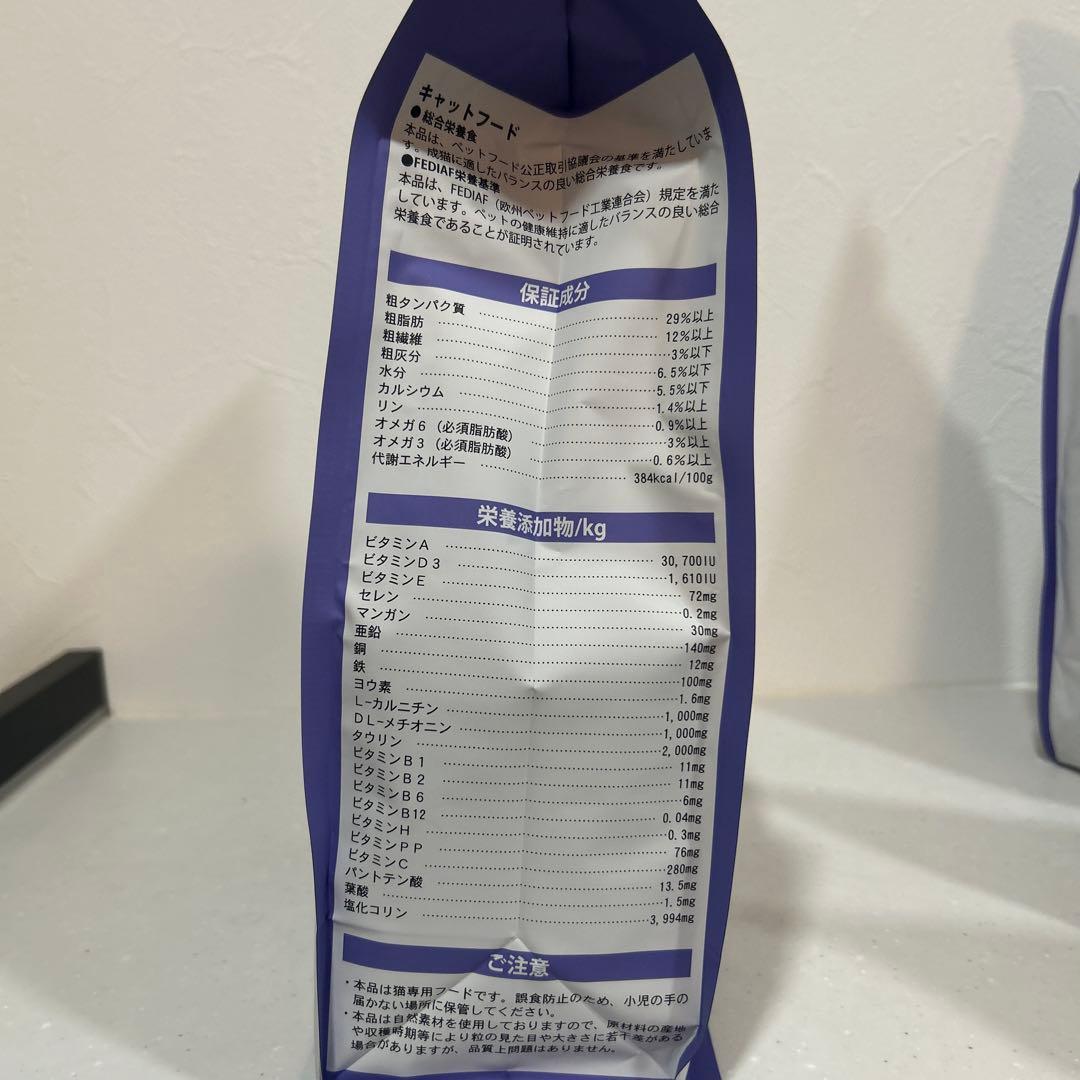 キャットフード
●総合栄養食
本品は、ペットフード公正取引協議会の基準を満たしていま
す。成猫に適したバランスの良い総合栄養食です。
●FEDIAF栄養基準
本品は、FEDIAF（欧州ペットフード工業連合会）規定を満た
しています。ペットの健康維持に適したバランスの良い総合
栄養食であることが証明されています。
保証成分
粗タンパク質 29%以上
粗脂肪 12%以上
粗繊維 3%以下
粗灰分 6.5%以下
水分 5.5%以下
カルシウム 1.4%以上
リン 0.9%以上
オメガ６（必須脂肪酸） 3%以上
オメガ３（必須脂肪酸） 0.6%以上
代謝エネルギー 384kcal/100g
栄養添加物/kg
ビタミンＡ 30,700IU
ビタミンＤ３ 1,610IU
ビタミンＥ 72mg
セレン 0.2mg
マンガン 30mg
亜鉛 140mg
銅 12mg
鉄 100mg
ヨウ素 1.6mg
Ｌ-カルニチン 1,000mg
ＤＬ-メチオニン 1,000mg
タウリン 2,000mg
ビタミンＢ１ 11mg
ビタミンＢ２ 11mg
ビタミンＢ６ 6mg
ビタミンＢ12 0.04mg
ビタミンＨ 0.3mg
ビタミンＰＰ 76mg
ビタミンＣ 280mg
パントテン酸 13.5mg
葉酸 1.5mg
塩化コリン 3,994mg
ご注意
・本品は猫専用フードです。誤食防止のため、小児の手の
届かない場所に保管してください。
・本品は自然素材を使用しておりますので、原材料の産地
や収穫時期等により粒の見た目や大きさに若干差がある
場合がありますが、品質上問題はありません。